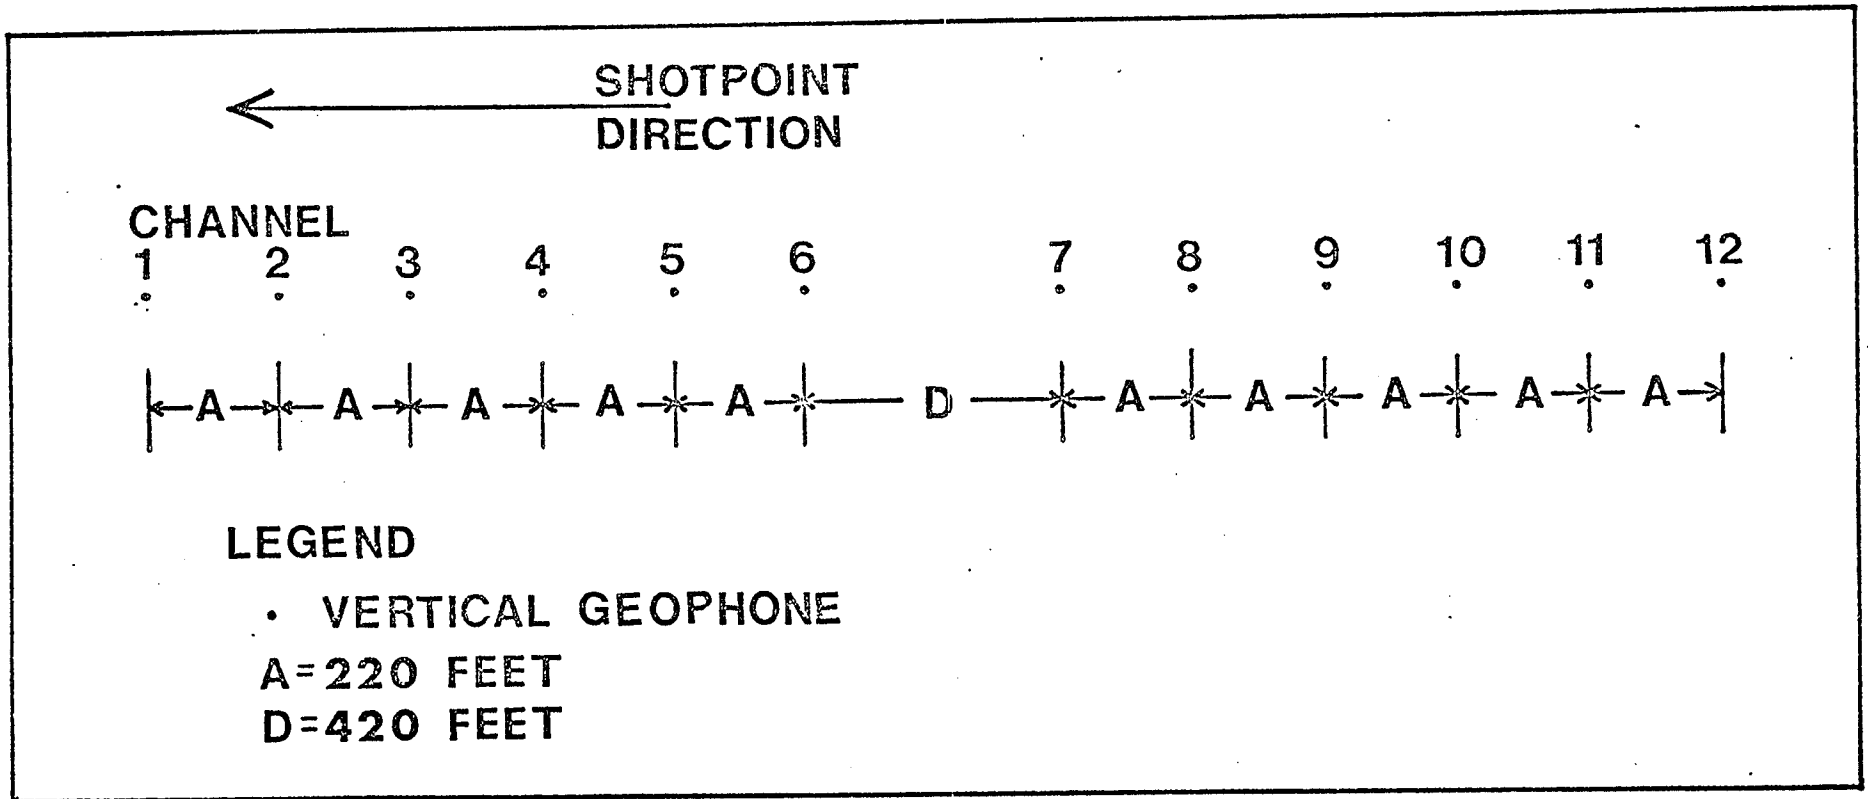 SHOTPOINT
DIRECTION
CHANNEL
1 2 3 4 5 6 7 8 9 10 11 12
A A A A A D A A A A A
LEGEND
• VERTICAL GEOPHONE
A=220 FEET
D=420 FEET